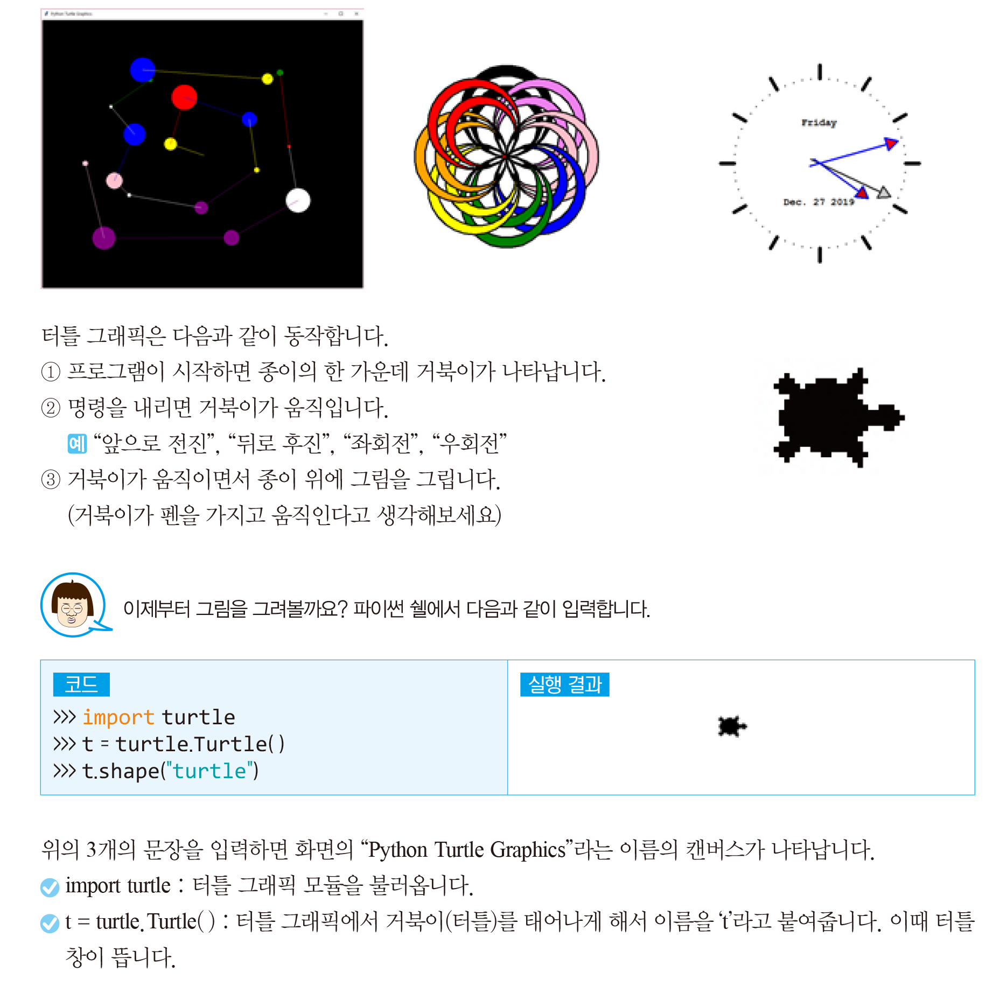 Python Turtle Graphics
Friday
Dec. 27 2019
터틀 그래픽은 다음과 같이 동작합니다.
① 프로그램이 시작하면 종이의 한 가운데 거북이가 나타납니다.
② 명령을 내리면 거북이가 움직입니다.
예 “앞으로 전진”, “뒤로 후진”, “좌회전”, “우회전”
③ 거북이가 움직이면서 종이 위에 그림을 그립니다.
(거북이가 펜을 가지고 움직인다고 생각해보세요)
이제부터 그림을 그려볼까요? 파이썬 쉘에서 다음과 같이 입력합니다.
코드
>>> import turtle
>>> t = turtle.Turtle()
>>> t.shape("turtle")
실행 결과
위의 3개의 문장을 입력하면 화면의 “Python Turtle Graphics”라는 이름의 캔버스가 나타납니다.
import turtle : 터틀 그래픽 모듈을 불러옵니다.
t = turtle.Turtle( ) : 터틀 그래픽에서 거북이(터틀)를 태어나게 해서 이름을 ‘t’라고 붙여줍니다. 이때 터틀
창이 뜹니다.